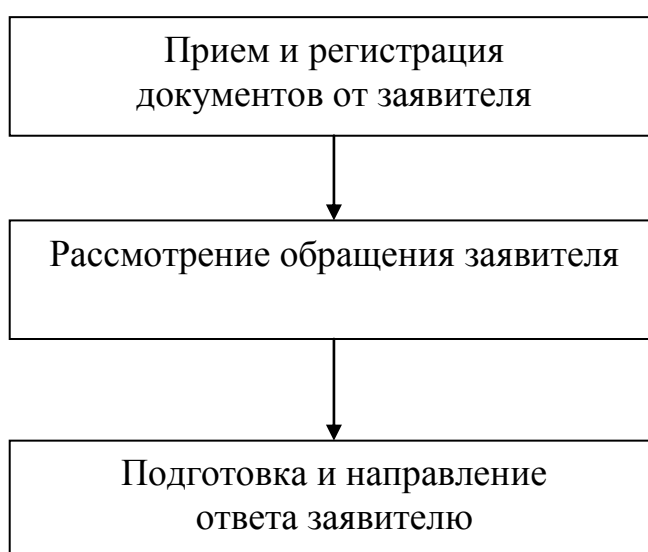 Прием и регистрация
документов от заявителя
Рассмотрение обращения заявителя
Подготовка и направление
ответа заявителю